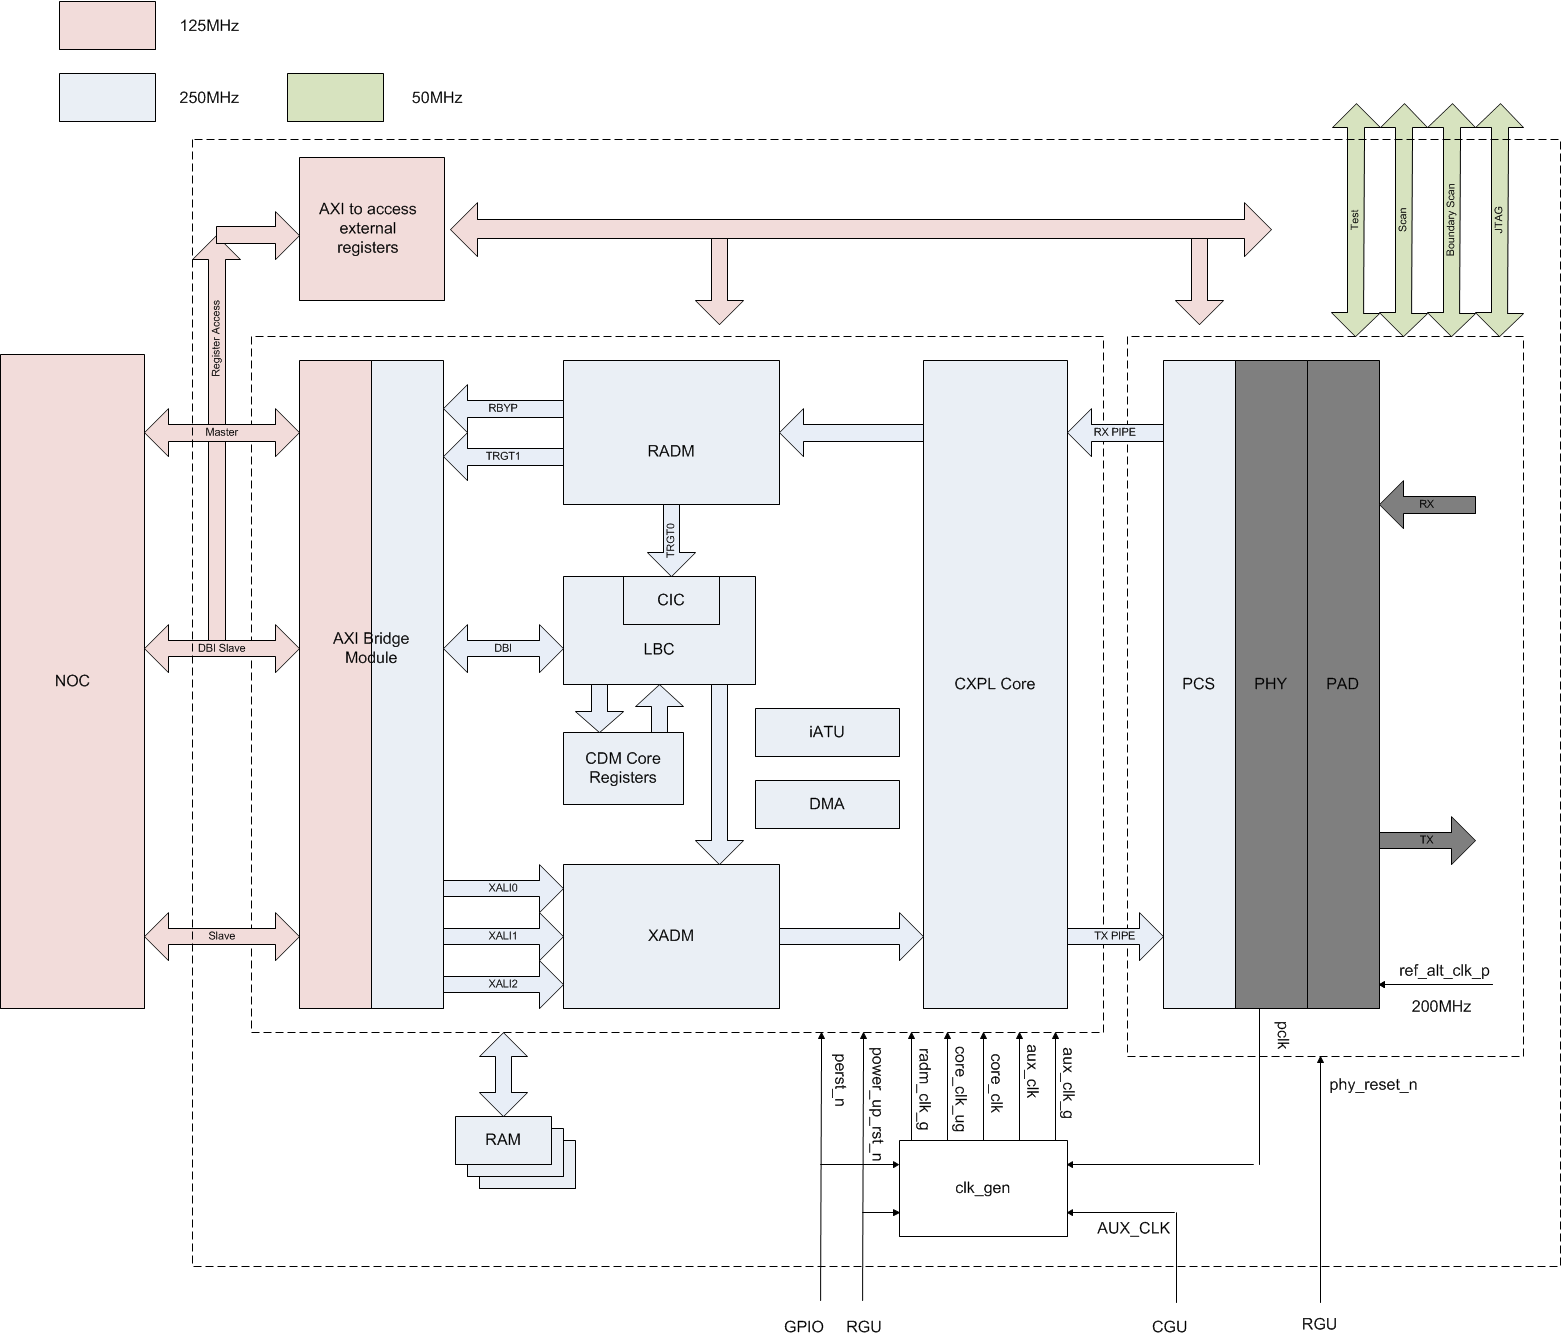 125MHz
250MHz
50MHz
Test
Scan
Boundary Scan
JTAG
AXI to access
external
registers
Register Access
NOC
Master
DBI Slave
Slave
AXI Bridge
Module
RBYP
TRGT1
RADM
TRGT0
CIC
LBC
DBI
CDM Core
Registers
iATU
DMA
XALI0
XALI1
XALI2
XADM
CXPL Core
RX PIPE
TX PIPE
PCS
PHY
PAD
RX
TX
ref_alt_clk_p
200MHz
pclk
phy_reset_n
perst_n
power_up_rst_n
radm_clk_g
core_clk_ug
core_clk
aux_clk
aux_clk_g
RAM
clk_gen
AUX_CLK
GPIO
RGU
CGU
RGU